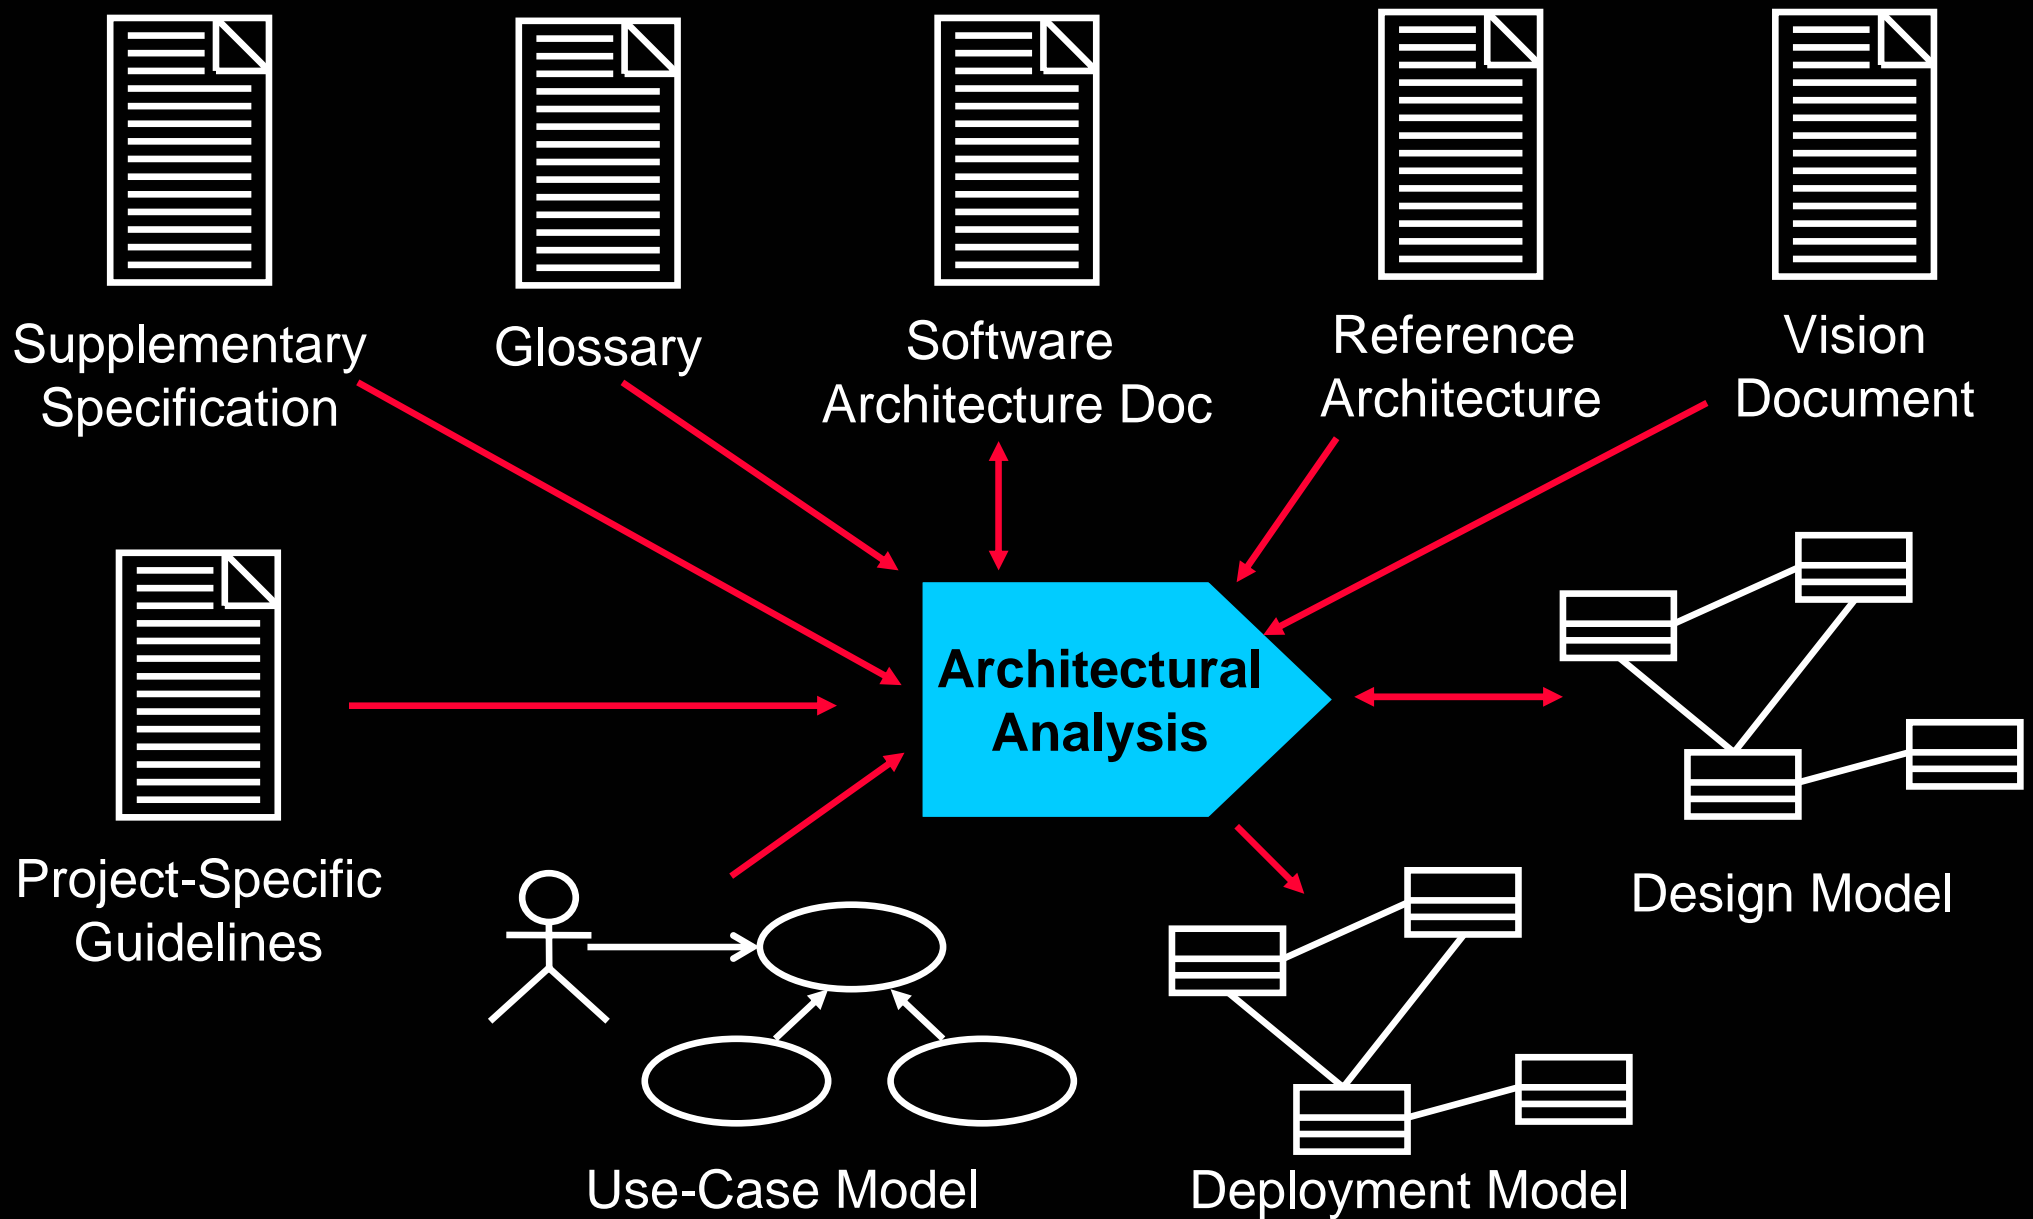 Supplementary
Specification
Glossary
Software
Architecture Doc
Reference
Architecture
Vision
Document
Architectural
Analysis
Project-Specific
Guidelines
Design Model
Use-Case Model
Deployment Model